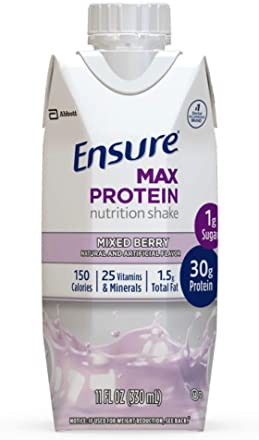 Abbott
#1
Ensure®
MAX
PROTEIN
nutrition shake
1g
Sugar
MIXED BERRY
NATURAL AND ARTIFICIAL FLAVOR
30g
Protein
150
Calories
25 Vitamins
& Minerals
1.5g
Total Fat
11 FL OZ (330 mL)
NOTICE: IF USED FOR WEIGHT REDUCTION, SEE BACK.